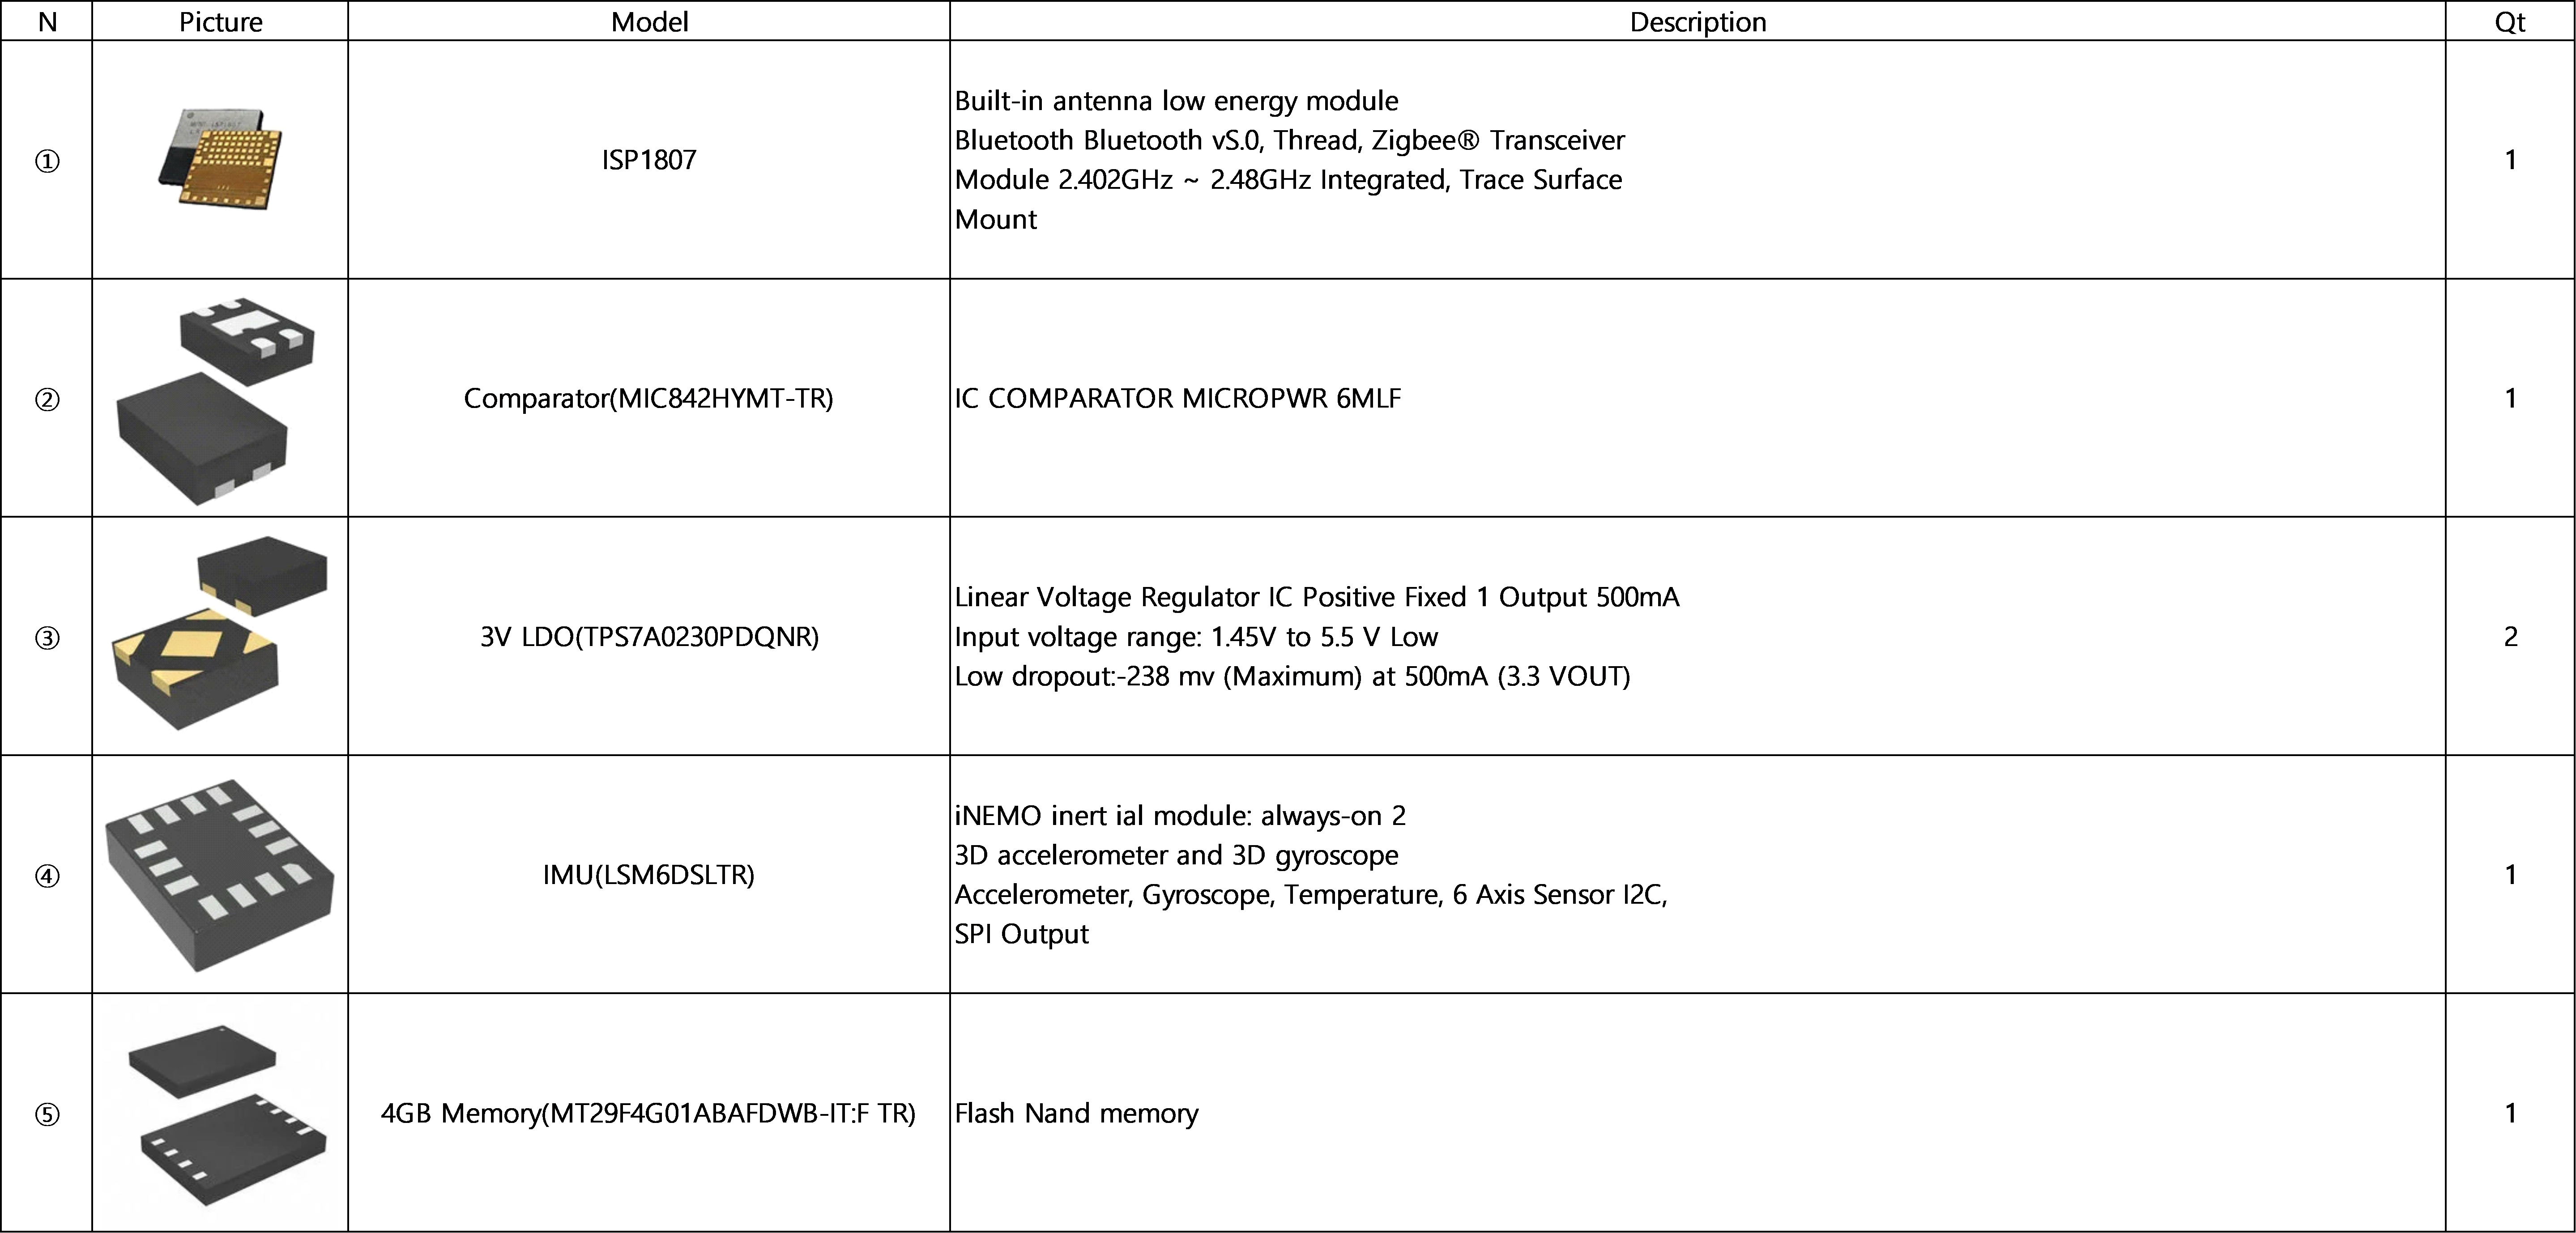 N Picture Model Description Qt
① ISP1807 Built-in antenna low energy module
Bluetooth Bluetooth vS.0, Thread, Zigbee® Transceiver
Module 2.402GHz ~ 2.48GHz Integrated, Trace Surface
Mount 1
② Comparator(MIC842HYMT-TR) IC COMPARATOR MICROPWR 6MLF 1
③ 3V LDO(TPS7A0230PDQNR) Linear Voltage Regulator IC Positive Fixed 1 Output 500mA
Input voltage range: 1.45V to 5.5 V Low
Low dropout:-238 mv (Maximum) at 500mA (3.3 VOUT) 2
④ IMU(LSM6DSLTR) iNEMO inert ial module: always-on 2
3D accelerometer and 3D gyroscope
Accelerometer, Gyroscope, Temperature, 6 Axis Sensor I2C,
SPI Output 1
⑤ 4GB Memory(MT29F4G01ABAFDWB-IT:F TR) Flash Nand memory 1